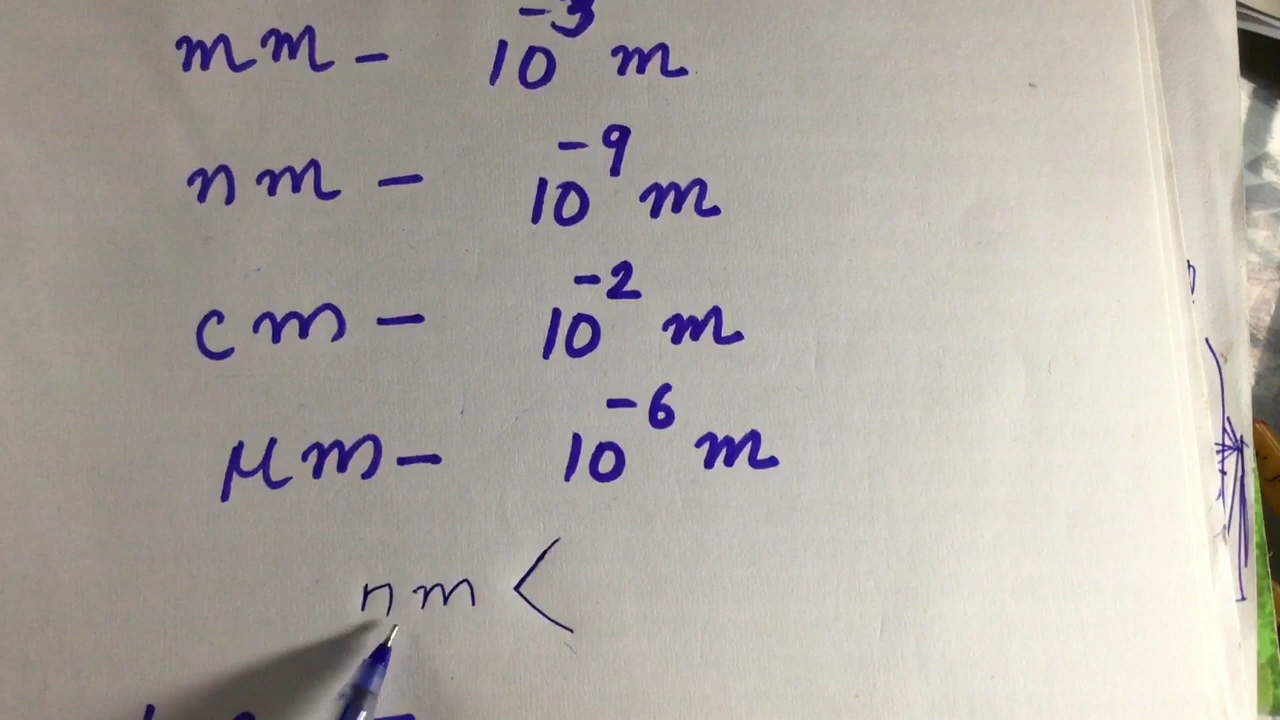 mm - 10⁻³ m
nm - 10⁻⁹ m
cm - 10⁻² m
μm - 10⁻⁶ m
nm <